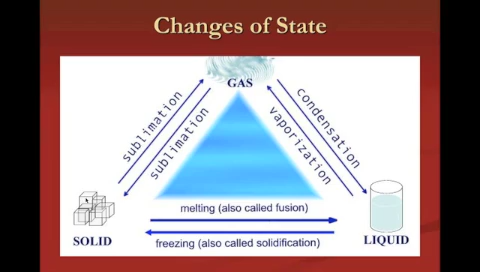 Changes of State
GAS
sublimation
sublimation
condensation
vaporization
melting (also called fusion)
SOLID
LIQUID
freezing (also called solidification)